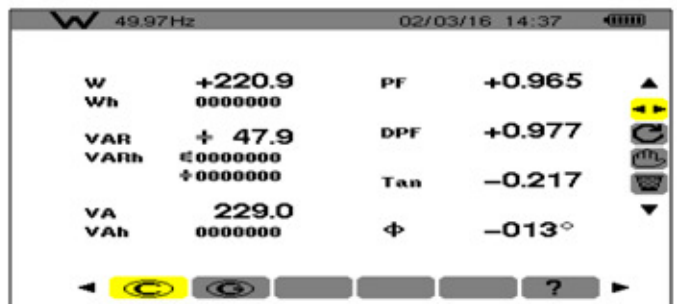 W 49.97Hz 02/03/16 14:37
W +220.9 PF +0.965
Wh 0000000
VAR ÷ 47.9 DPF +0.977
VARh 0000000
÷0000000 Tan -0.217
VA 229.0
VAh 0000000 Φ -013°
?